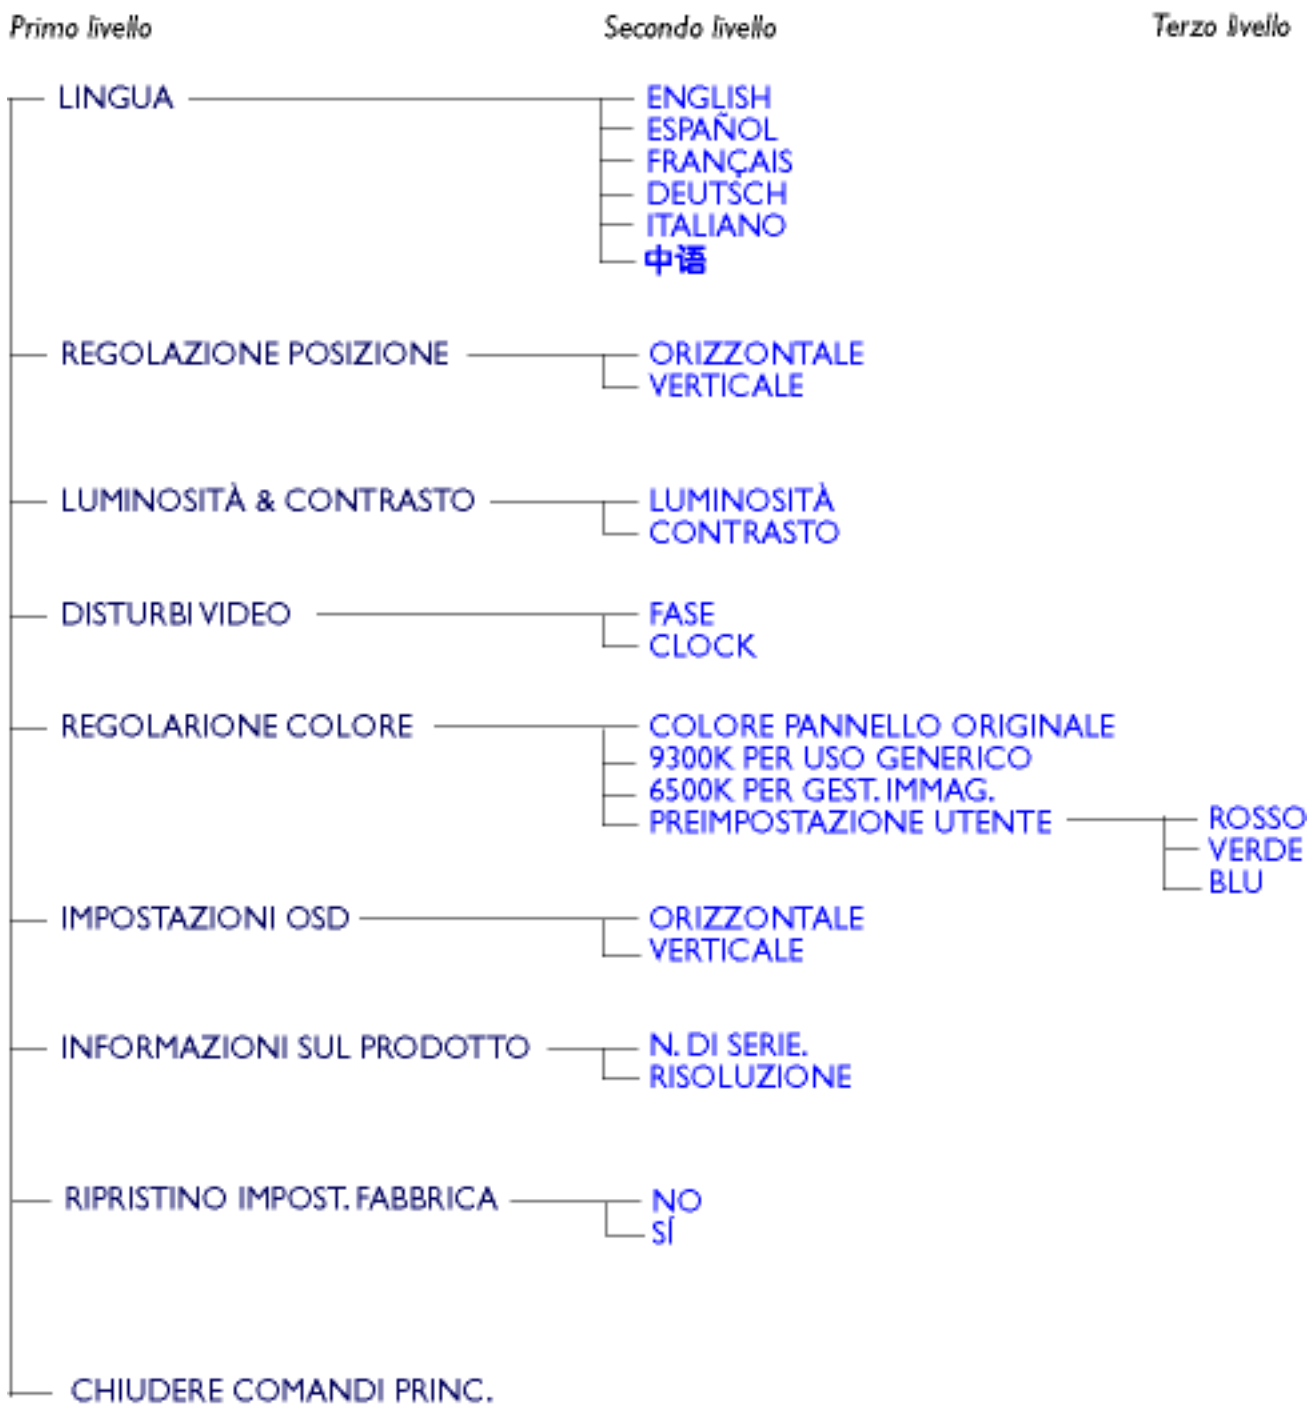 Primo livello Secondo livello Terzo livello
LINGUA ENGLISH
ESPAÑOL
FRANÇAIS
DEUTSCH
ITALIANO
中语
REGOLAZIONE POSIZIONE ORIZZONTALE
VERTICALE
LUMINOSITÀ & CONTRASTO LUMINOSITÀ
CONTRASTO
DISTURBI VIDEO FASE
CLOCK
REGOLARIONE COLORE COLORE PANNELLO ORIGINALE
9300K PER USO GENERICO
6500K PER GEST. IMMAG.
PREIMPOSTAZIONE UTENTE ROSSO
VERDE
BLU
IMPOSTAZIONI OSD ORIZZONTALE
VERTICALE
INFORMAZIONI SUL PRODOTTO N. DI SERIE.
RISOLUZIONE
RIPRISTINO IMPOST. FABBRICA NO
SÍ
CHIUDERE COMANDI PRINC.